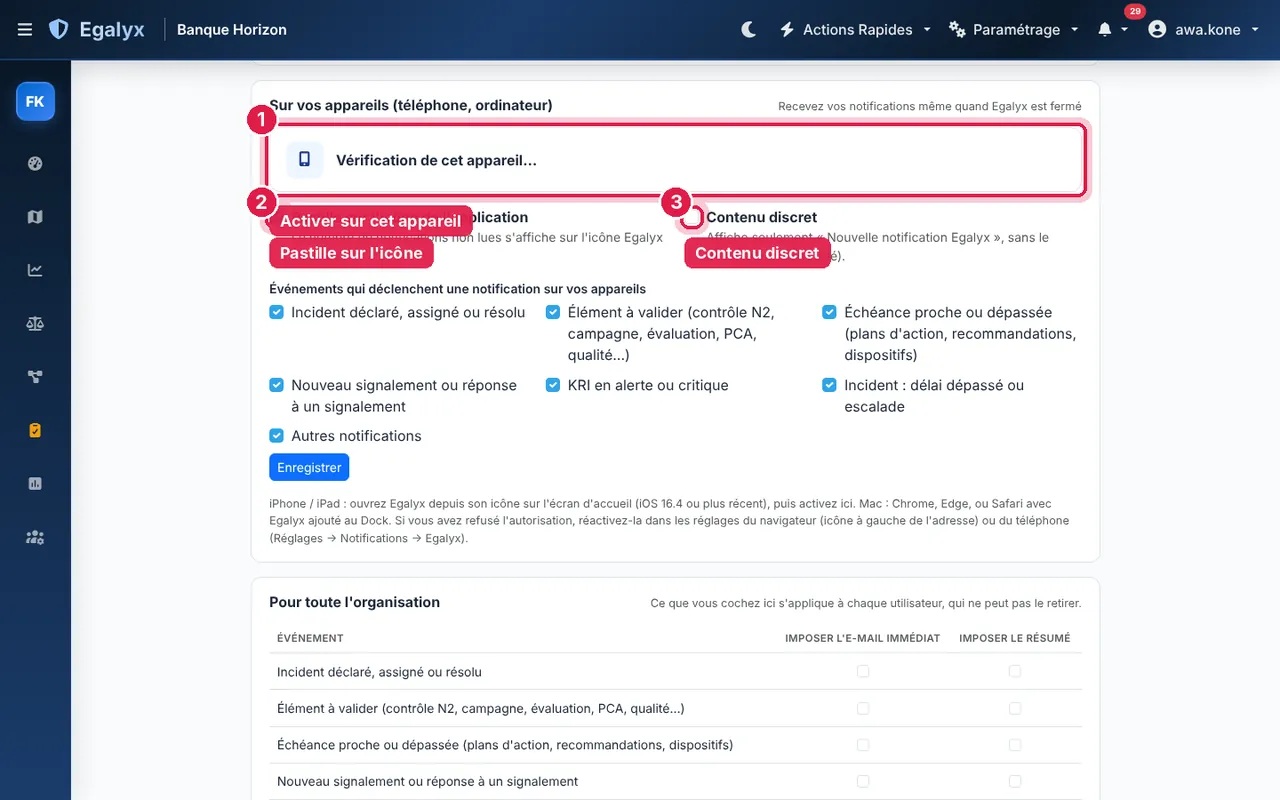 Egalyx
Banque Horizon
Actions Rapides
Paramétrage
29
awa.kone
FK
Sur vos appareils (téléphone, ordinateur)
Recevez vos notifications même quand Egalyx est fermé
1
Vérification de cet appareil...
2
Activer sur cet appareil
Pastille sur l'icône
non lues s'affiche sur l'icône Egalyx
3
Contenu discret
Nouvelle notification Egalyx », sans le
Contenu discret
Événements qui déclenchent une notification sur vos appareils
Incident déclaré, assigné ou résolu
Élément à valider (contrôle N2,
campagne, évaluation, PCA,
qualité...)
Échéance proche ou dépassée
(plans d'action, recommandations,
dispositifs)
Nouveau signalement ou réponse
à un signalement
KRI en alerte ou critique
Incident : délai dépassé ou
escalade
Autres notifications
Enregistrer
iPhone / iPad : ouvrez Egalyx depuis son icône sur l'écran d'accueil (iOS 16.4 ou plus récent), puis activez ici. Mac : Chrome, Edge, ou Safari avec
Egalyx ajouté au Dock. Si vous avez refusé l'autorisation, réactivez-la dans les réglages du navigateur (icône à gauche de l'adresse) ou du téléphone
(Réglages → Notifications → Egalyx).
Pour toute l'organisation
Ce que vous cochez ici s'applique à chaque utilisateur, qui ne peut pas le retirer.
ÉVÉNEMENT
IMPOSER L'E-MAIL IMMÉDIAT
IMPOSER LE RÉSUMÉ
Incident déclaré, assigné ou résolu
Élément à valider (contrôle N2, campagne, évaluation, PCA, qualité...)
Échéance proche ou dépassée (plans d'action, recommandations, dispositifs)
Nouveau signalement ou réponse à un signalement